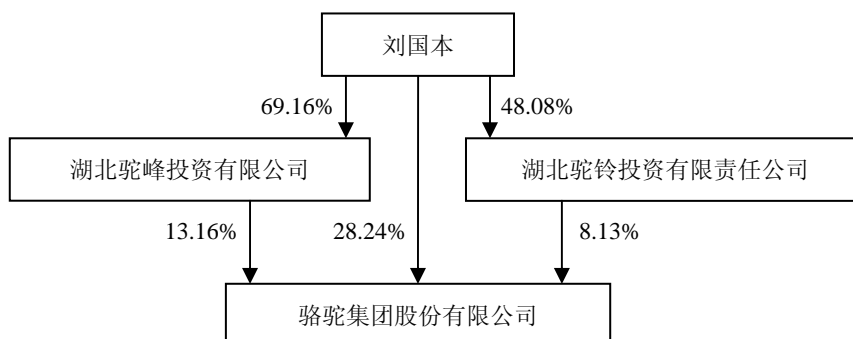 刘国本
69.16%
48.08%
湖北驼峰投资有限公司
湖北驼铃投资有限责任公司
13.16%
28.24%
8.13%
骆驼集团股份有限公司